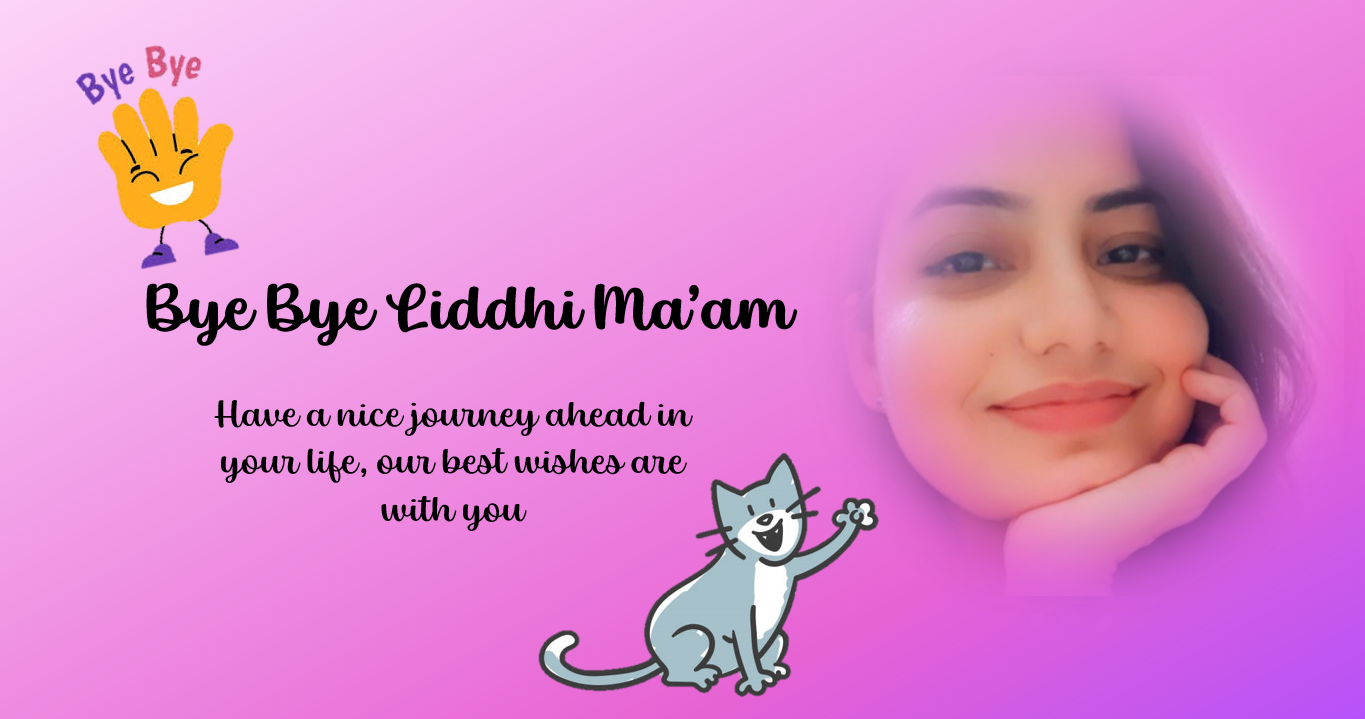 Bye Bye
Bye Bye Liddhi Ma'am
Have a nice journey ahead in
your life, our best wishes are
with you